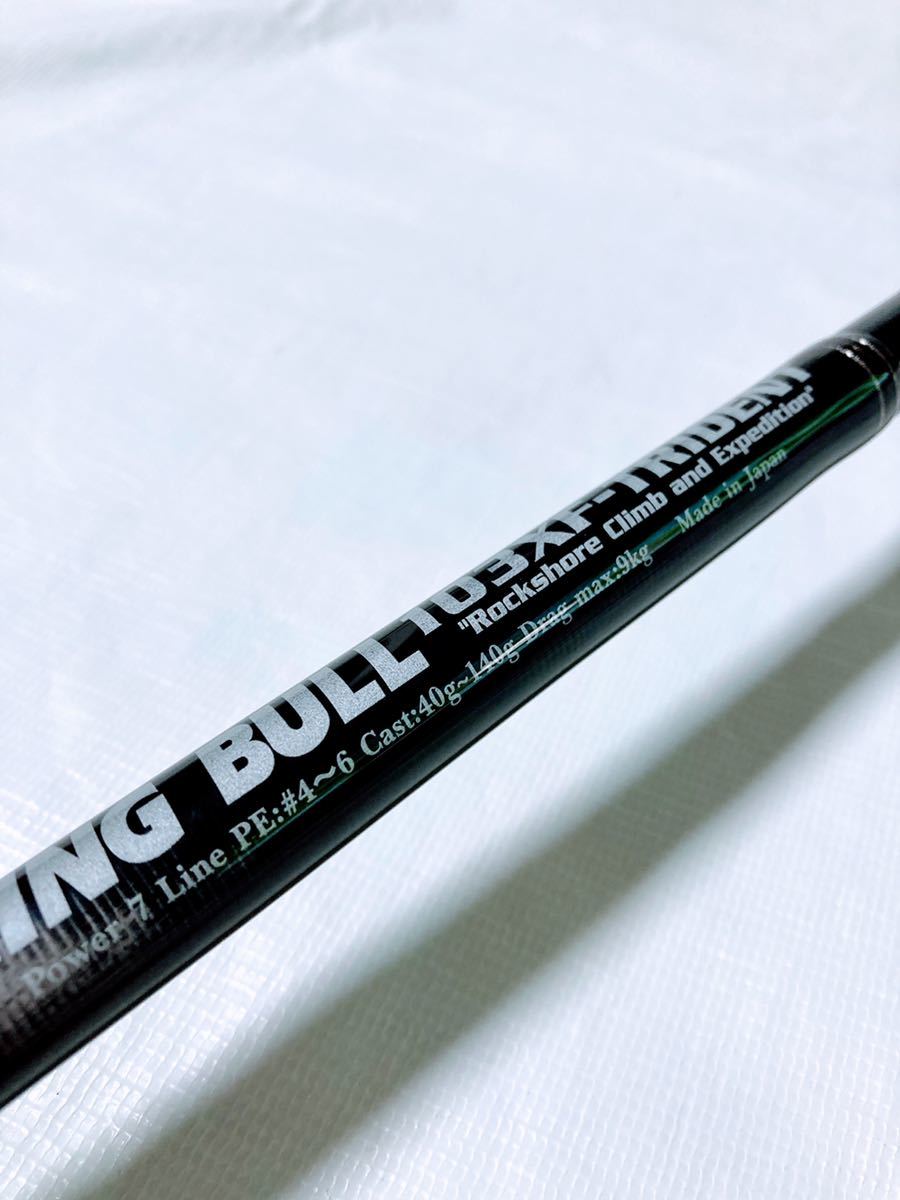 ING BULL 103XF-TRIDENT
"Rockshore Climb and Expedition"
Power 7 Line PE:#4～6 Cast:40g~140g Drag max:9kg Made in Japan